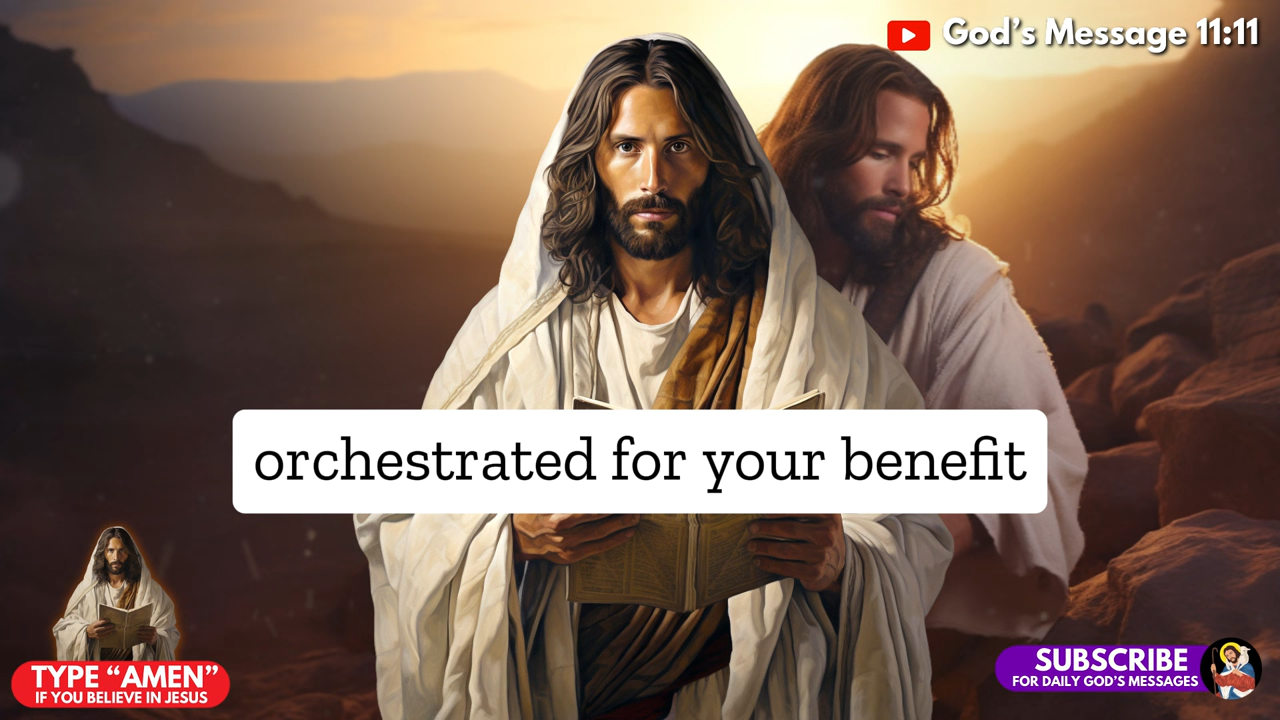 God's Message 11:11
orchestrated for your benefit
TYPE “AMEN”
IF YOU BELIEVE IN JESUS
SUBSCRIBE
FOR DAILY GOD'S MESSAGES